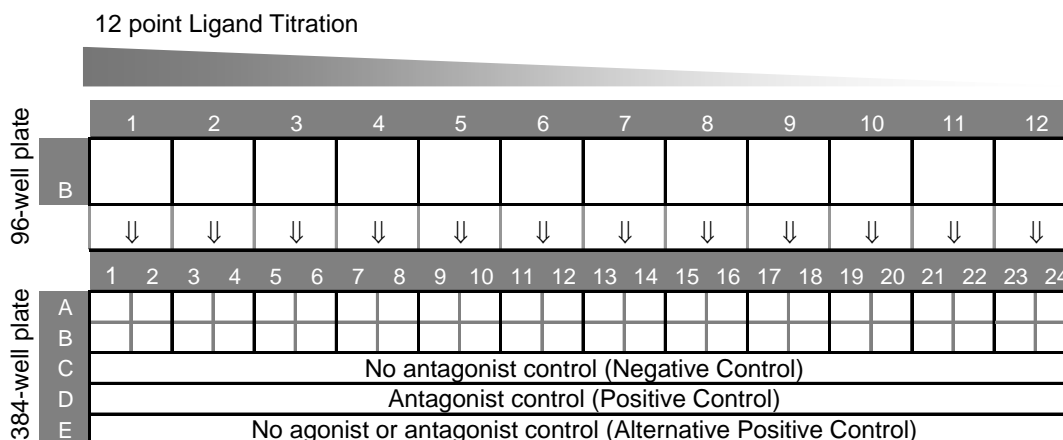 12 point Ligand Titration
96-well plate
1 2 3 4 5 6 7 8 9 10 11 12
B
⇓ ⇓ ⇓ ⇓ ⇓ ⇓ ⇓ ⇓ ⇓ ⇓ ⇓ ⇓
384-well plate
1 2 3 4 5 6 7 8 9 10 11 12 13 14 15 16 17 18 19 20 21 22 23 24
A
B
C No antagonist control (Negative Control)
D Antagonist control (Positive Control)
E No agonist or antagonist control (Alternative Positive Control)